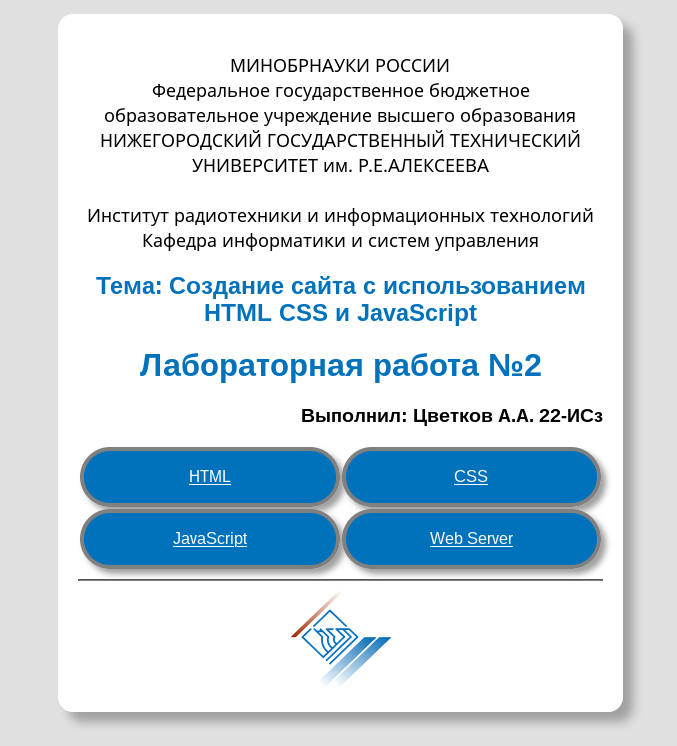 МИНОБРНАУКИ РОССИИ
Федеральное государственное бюджетное
образовательное учреждение высшего образования
НИЖЕГОРОДСКИЙ ГОСУДАРСТВЕННЫЙ ТЕХНИЧЕСКИЙ
УНИВЕРСИТЕТ им. Р.Е.АЛЕКСЕЕВА
Институт радиотехники и информационных технологий
Кафедра информатики и систем управления
Тема: Создание сайта с использованием
HTML CSS и JavaScript
Лабораторная работа №2
Выполнил: Цветков А.А. 22-ИСз
HTML
CSS
JavaScript
Web Server